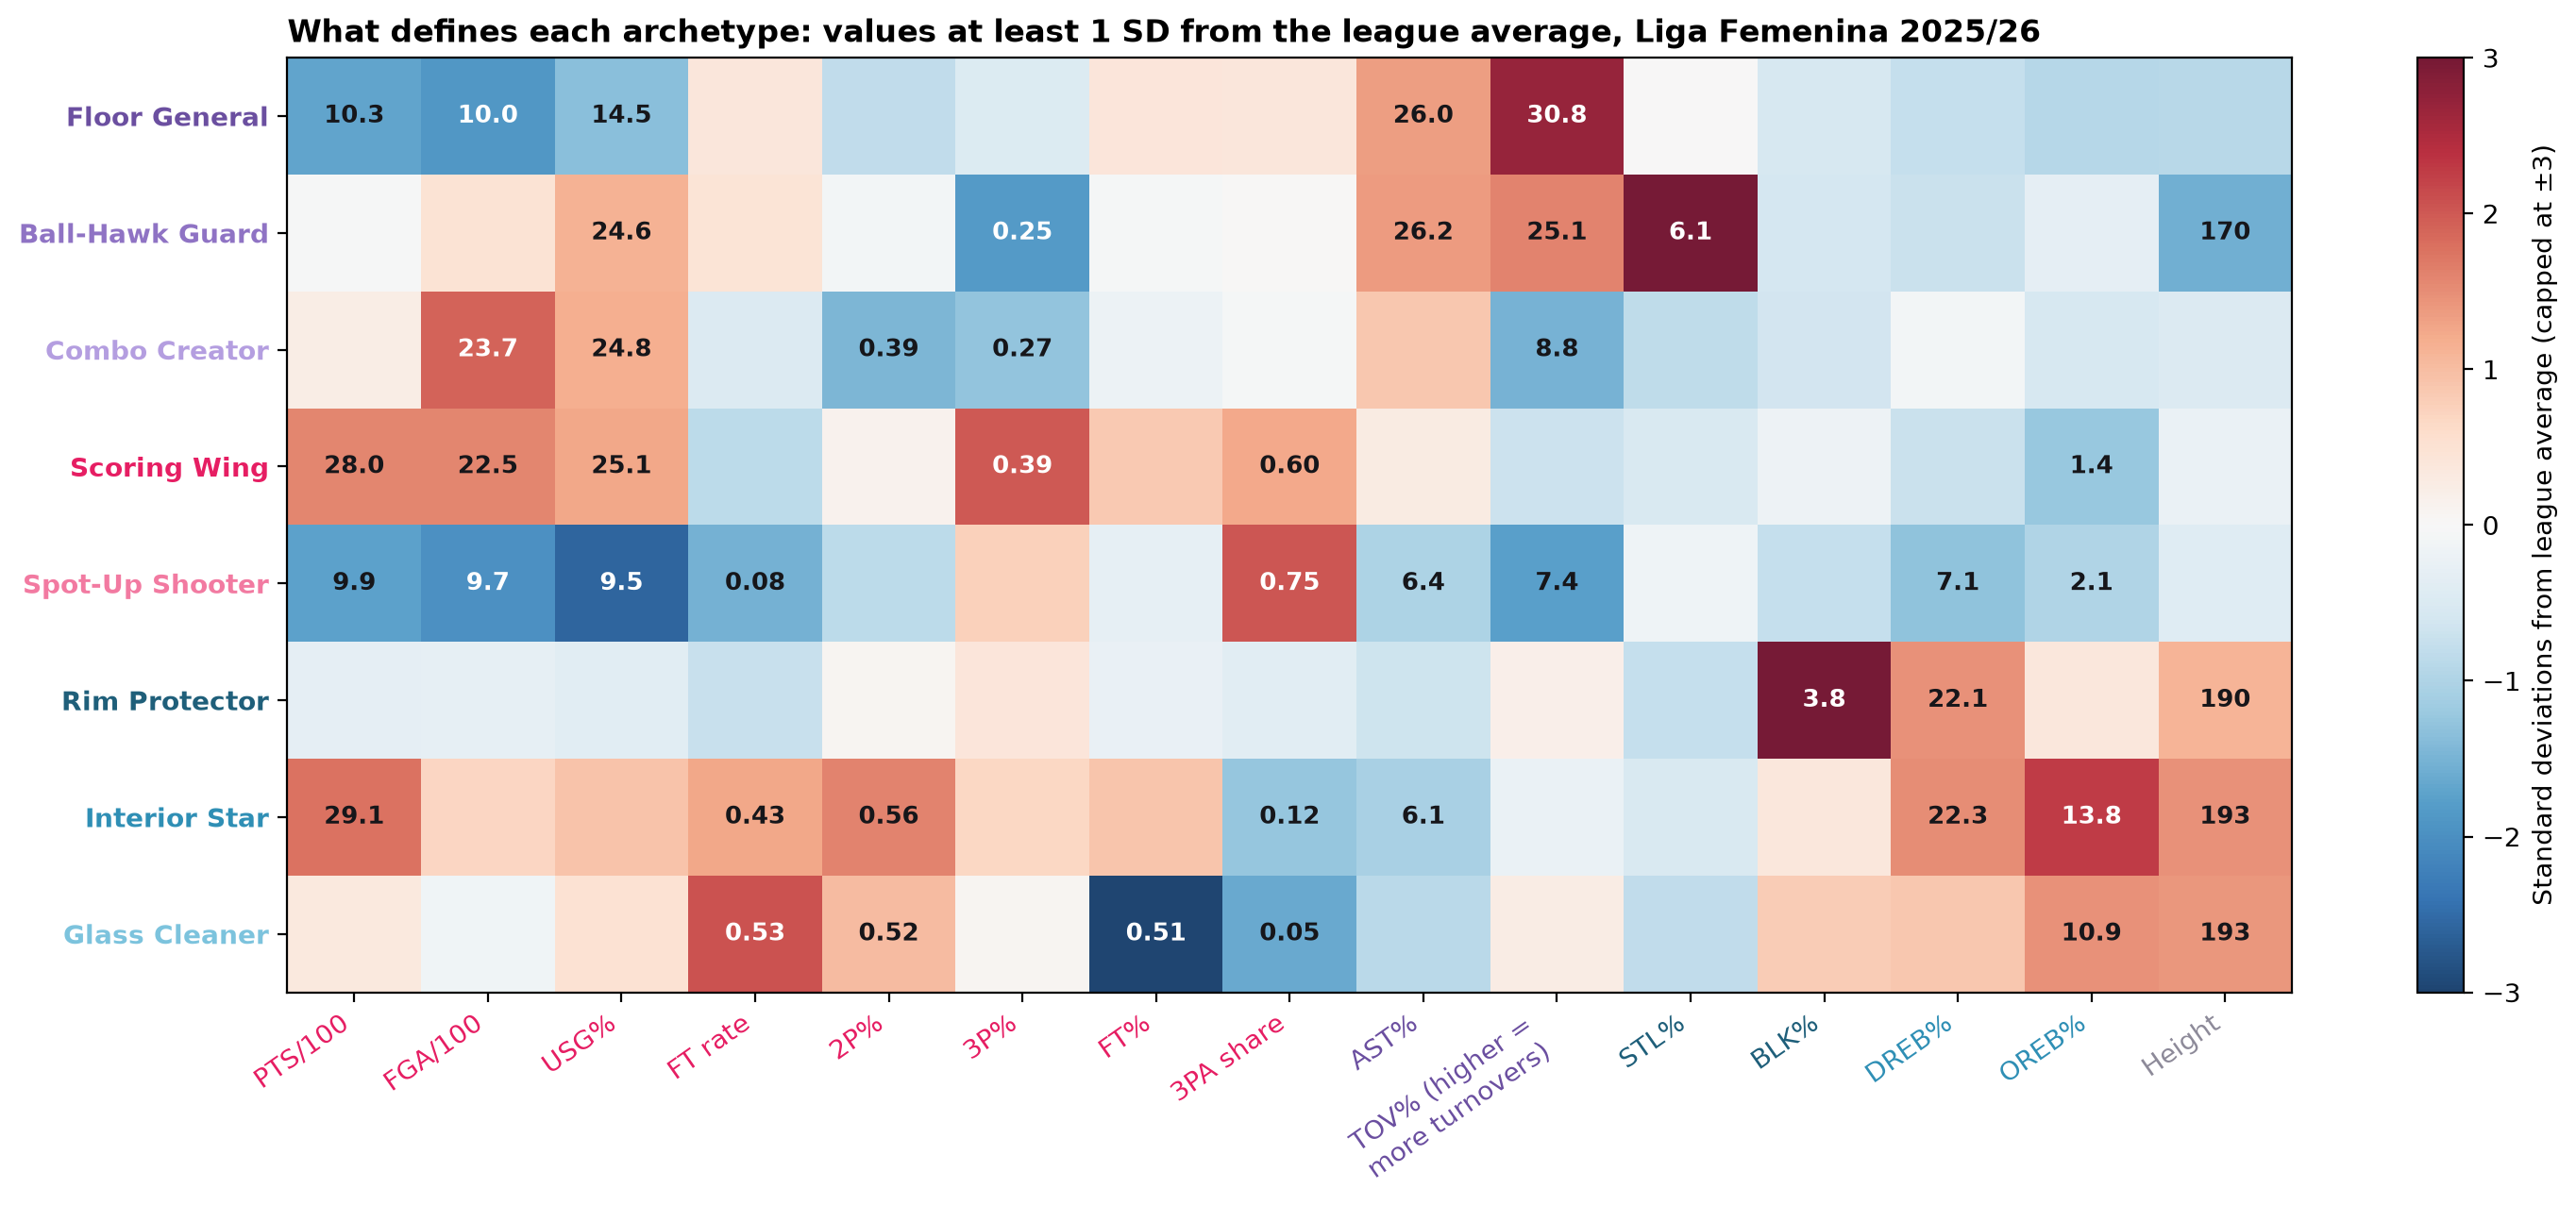 What defines each archetype: values at least 1 SD from the league average, Liga Femenina 2025/26
Floor General 10.3 10.0 14.5 26.0 30.8
Ball-Hawk Guard 24.6 0.25 26.2 25.1 6.1 170
Combo Creator 23.7 24.8 0.39 0.27 8.8
Scoring Wing 28.0 22.5 25.1 0.39 0.60 1.4
Spot-Up Shooter 9.9 9.7 9.5 0.08 0.75 6.4 7.4 7.1 2.1
Rim Protector 3.8 22.1 190
Interior Star 29.1 0.43 0.56 0.12 6.1 22.3 13.8 193
Glass Cleaner 0.53 0.52 0.51 0.05 10.9 193
PTS/100
FGA/100
USG%
FT rate
2P%
3P%
FT%
3PA share
AST%
TOV% (higher =
more turnovers)
STL%
BLK%
DREB%
OREB%
Height
3
2
1
0
−1
−2
−3
Standard deviations from league average (capped at ±3)